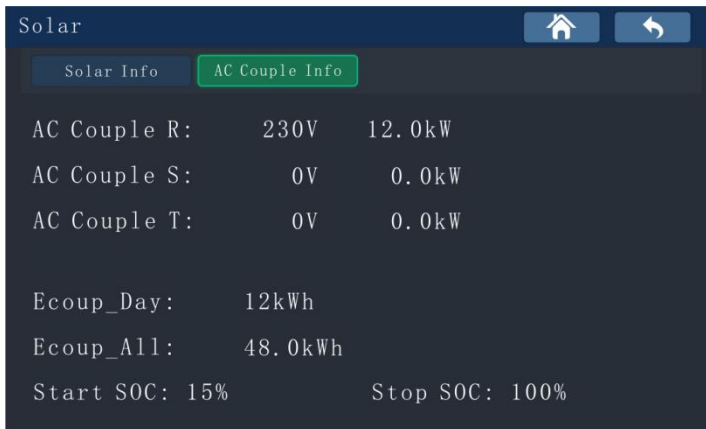 Solar
Solar Info AC Couple Info
AC Couple R: 230V 12.0kW
AC Couple S: 0V 0.0kW
AC Couple T: 0V 0.0kW
Ecoup_Day: 12kWh
Ecoup_All: 48.0kWh
Start SOC: 15% Stop SOC: 100%